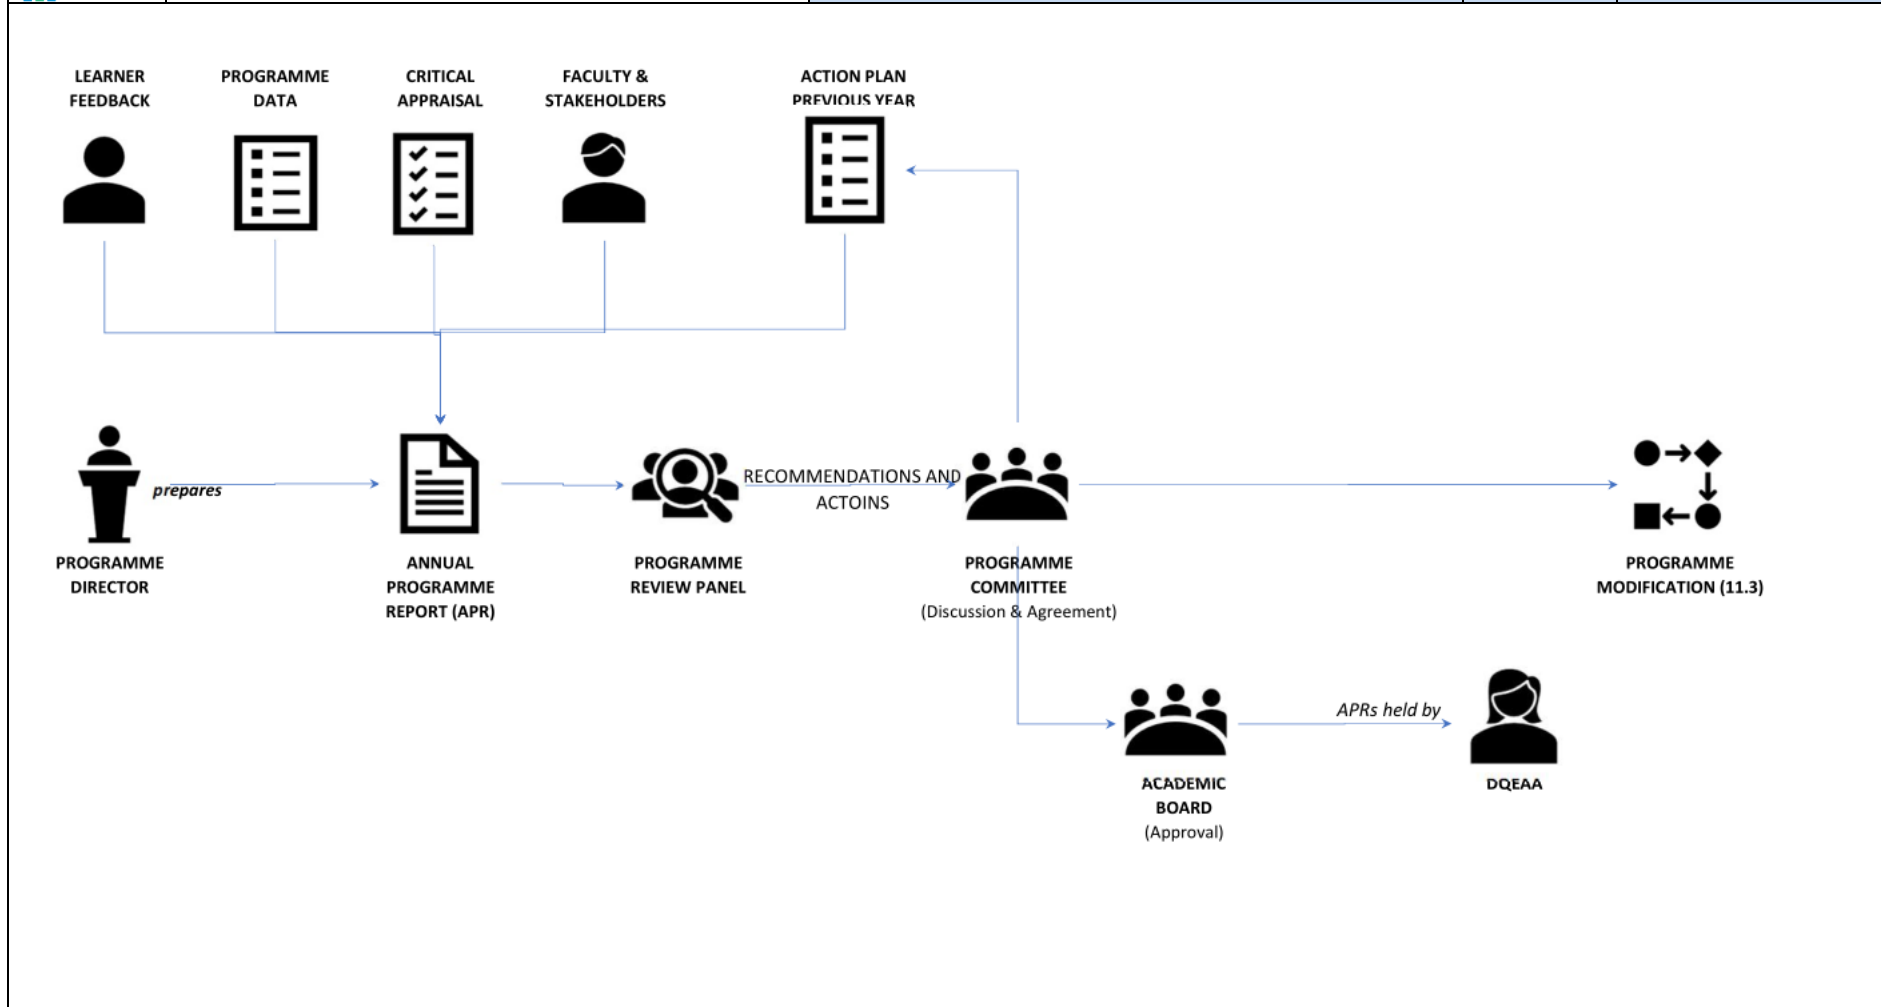 LEARNER
FEEDBACK
PROGRAMME
DATA
CRITICAL
APPRAISAL
FACULTY &
STAKEHOLDERS
ACTION PLAN
PREVIOUS YEAR
prepares
RECOMMENDATIONS AND
ACTOINS
PROGRAMME
DIRECTOR
ANNUAL
PROGRAMME
REPORT (APR)
PROGRAMME
REVIEW PANEL
PROGRAMME
COMMITTEE
(Discussion & Agreement)
PROGRAMME
MODIFICATION (11.3)
APRs held by
ACADEMIC
BOARD
(Approval)
DQEAA